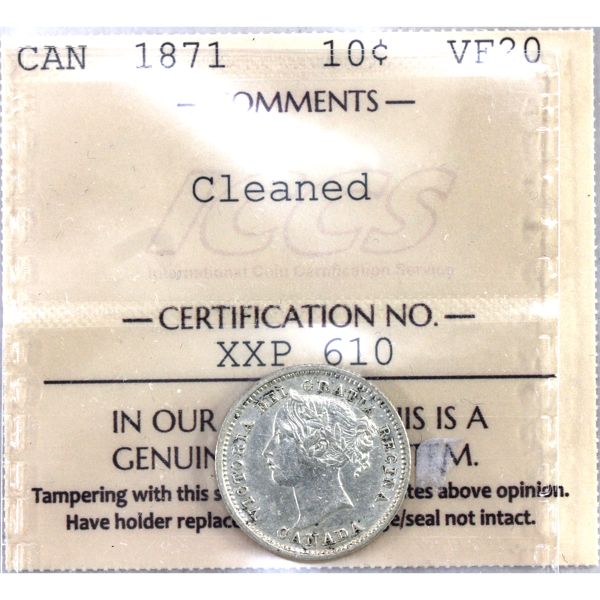 CAN 1871 10¢ VF20
— COMMENTS —
Cleaned
ICCS
International Coin Certification Service
— CERTIFICATION NO. —
XXP 610
IN OUR IS IS A
GENUIN M.
Tampering with this s tes above opinion.
Have holder replac e/seal not intact.
VICTORIA DEI GRATIA REGINA
CANADA